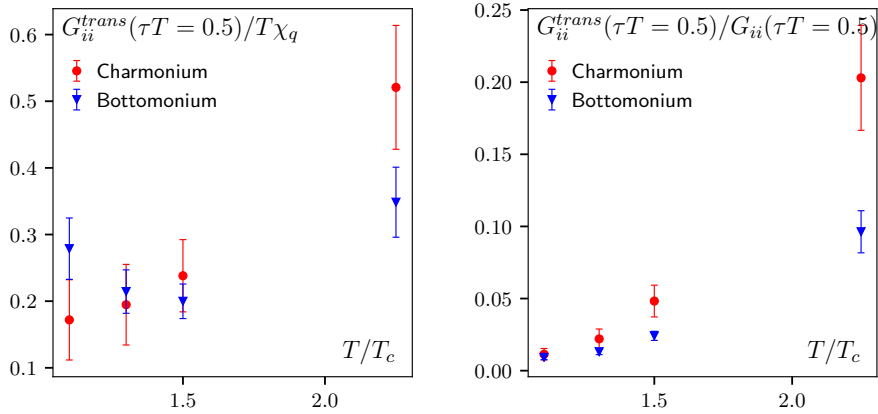 G_{ii}^{trans}(τT = 0.5)/Tχ_q
Charmonium
Bottomonium
0.6
0.5
0.4
0.3
0.2
0.1
1.5
2.0
T/T_c
G_{ii}^{trans}(τT = 0.5)/G_{ii}(τT = 0.5)
Charmonium
Bottomonium
0.25
0.20
0.15
0.10
0.05
0.00
1.5
2.0
T/T_c